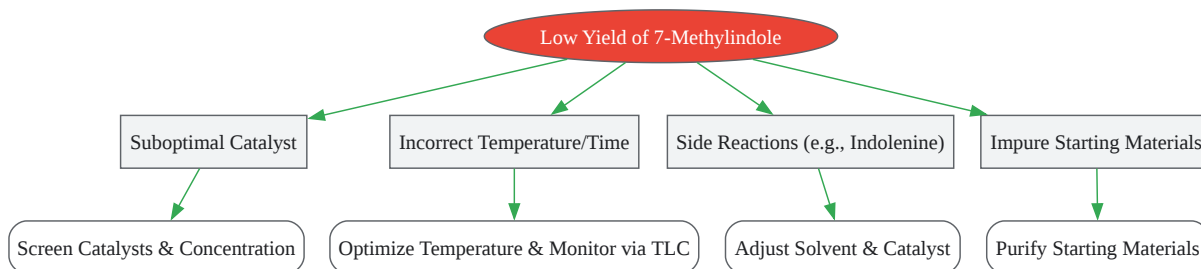 Low Yield of 7-Methylindole
Suboptimal Catalyst
Incorrect Temperature/Time
Side Reactions (e.g., Indolenine)
Impure Starting Materials
Screen Catalysts & Concentration
Optimize Temperature & Monitor via TLC
Adjust Solvent & Catalyst
Purify Starting Materials